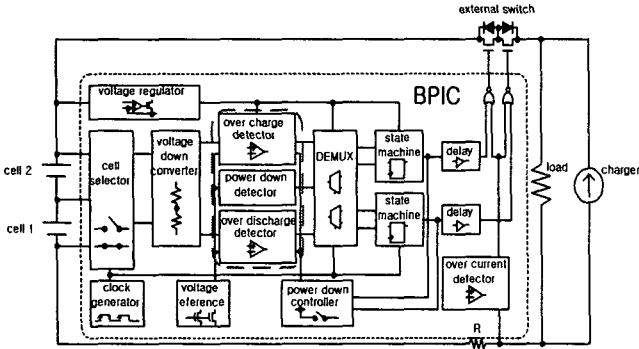 external switch
BPIC
voltage regulator
over charge
detector
cell
selector
voltage
down
converter
power down
detector
over discharge
detector
DEMUX
state
machine
state
machine
delay
delay
load
charger
cell 2
cell 1
over current
detector
clock
generator
voltage
eference
power down
controller
R